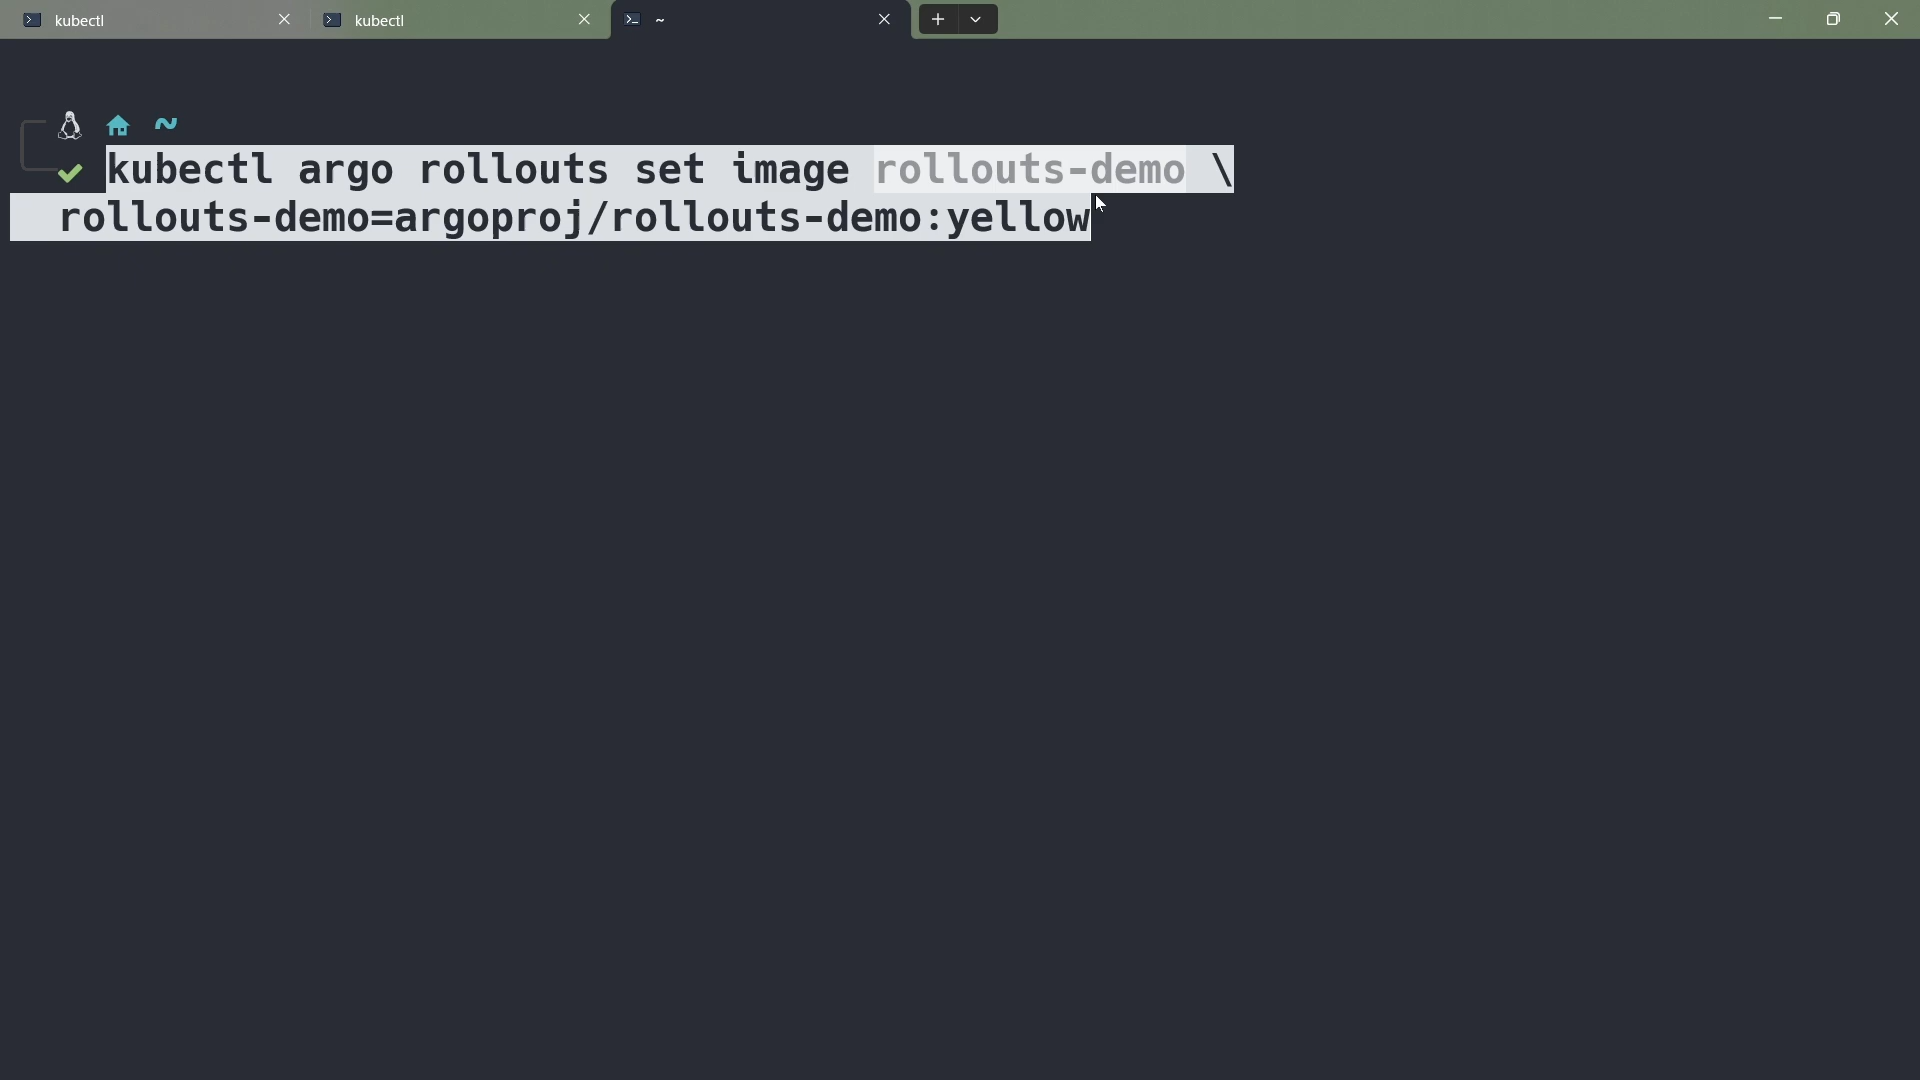 kubectl
kubectl
~
~
kubectl argo rollouts set image rollouts-demo \
rollouts-demo=argoproj/rollouts-demo:yellow